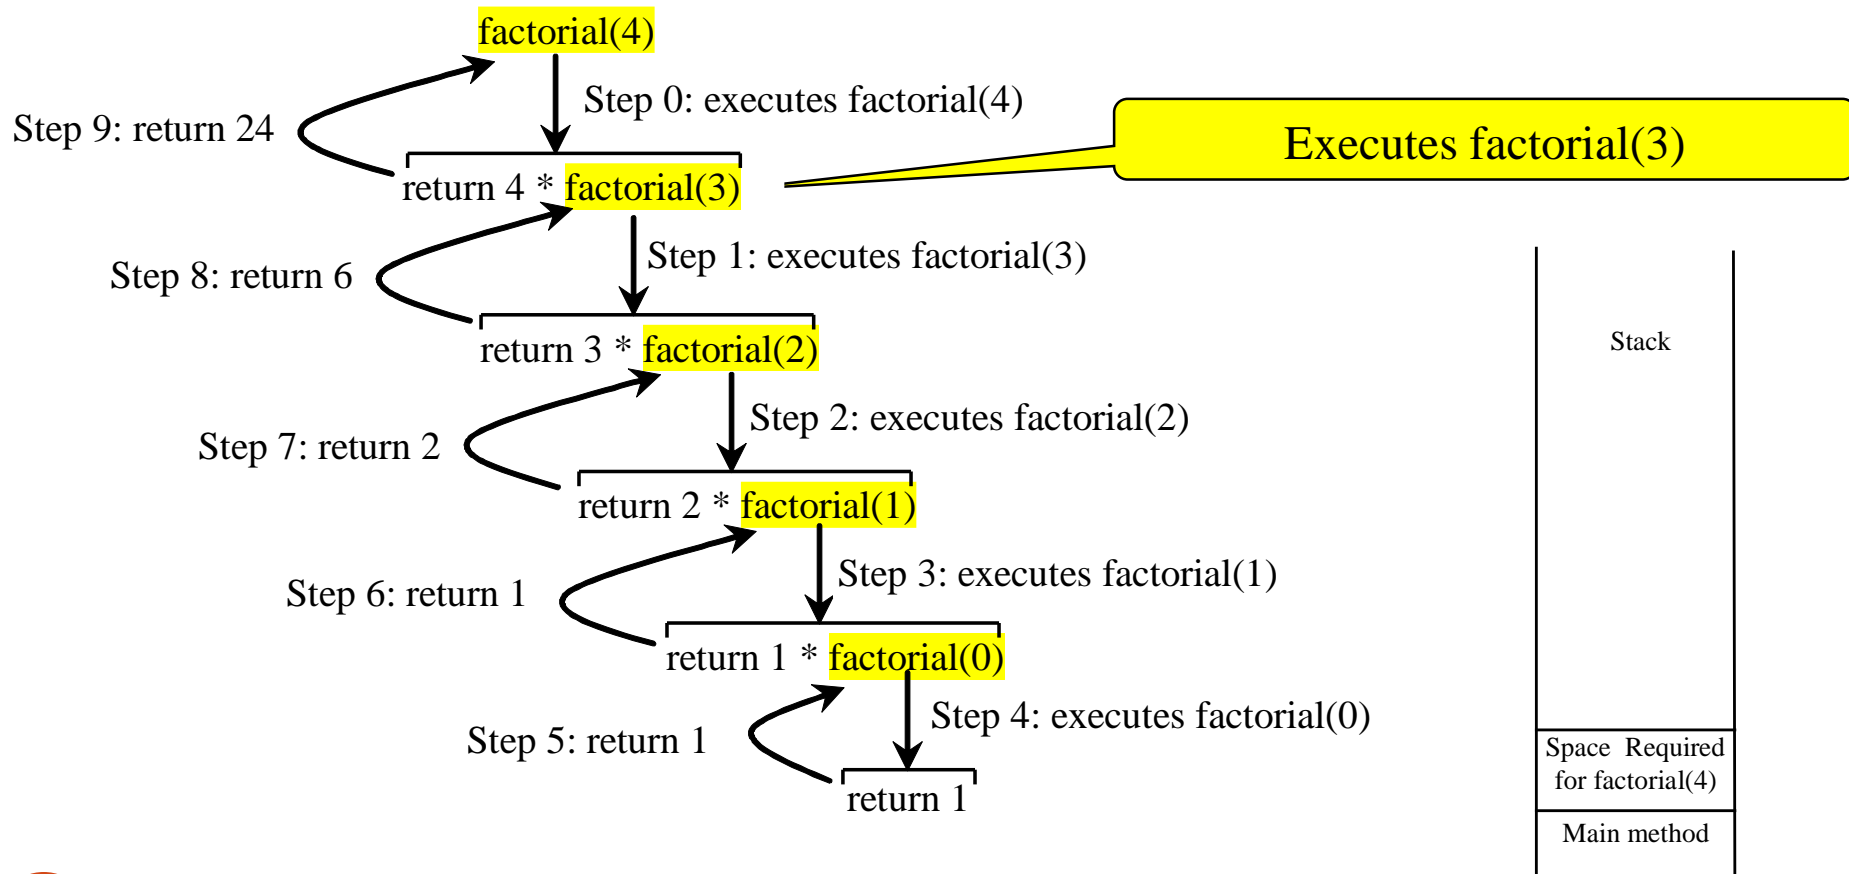 factorial(4)
Step 0: executes factorial(4)
Step 9: return 24
Executes factorial(3)
return 4 * factorial(3)
Step 1: executes factorial(3)
Step 8: return 6
return 3 * factorial(2)
Stack
Step 2: executes factorial(2)
Step 7: return 2
return 2 * factorial(1)
Step 3: executes factorial(1)
Step 6: return 1
return 1 * factorial(0)
Step 4: executes factorial(0)
Step 5: return 1
return 1
Space Required
for factorial(4)
Main method